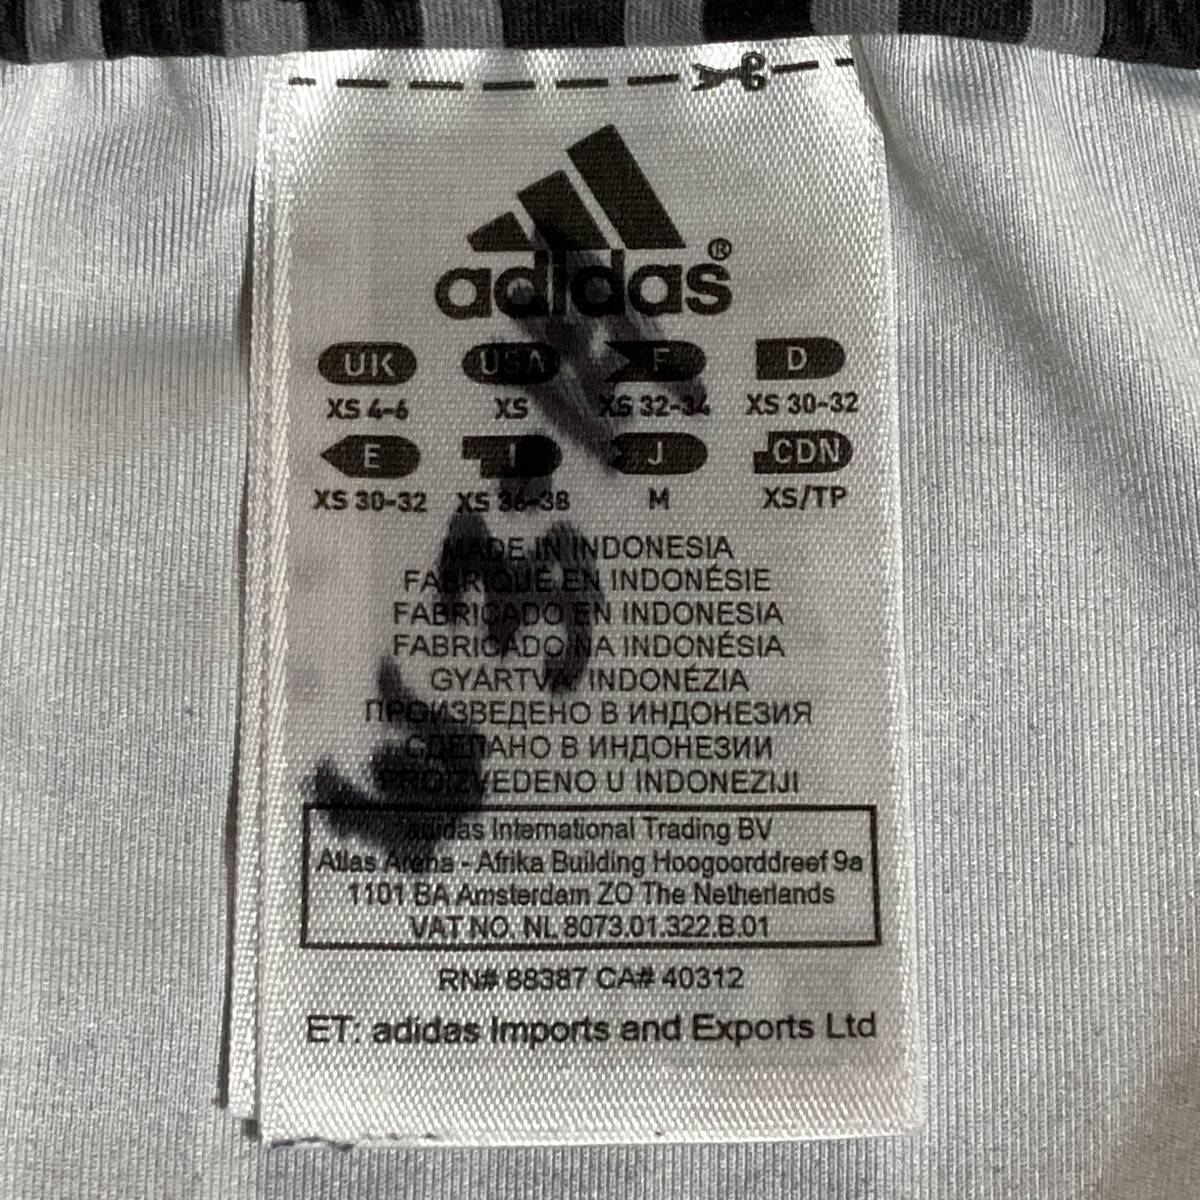 adidas®
UK USA F D
XS 4-6 XS XS 32-34 XS 30-32
E I J CDN
XS 30-32 XS 36-38 M XS/TP
MADE IN INDONESIA
FABRIQUÉ EN INDONÉSIE
FABRICADO EN INDONESIA
FABRICADO NA INDONÉSIA
GYÁRTVA: INDONÉZIA
ПРОИЗВЕДЕНО В ИНДОНЕЗИЯ
СДЕЛАНО В ИНДОНЕЗИИ
PROIZVEDENO U INDONEZIJI
adidas International Trading BV
Atlas Arena - Afrika Building Hoogoorddreef 9a
1101 BA Amsterdam ZO The Netherlands
VAT NO. NL 8073.01.322.B.01
RN# 88387 CA# 40312
ET: adidas Imports and Exports Ltd